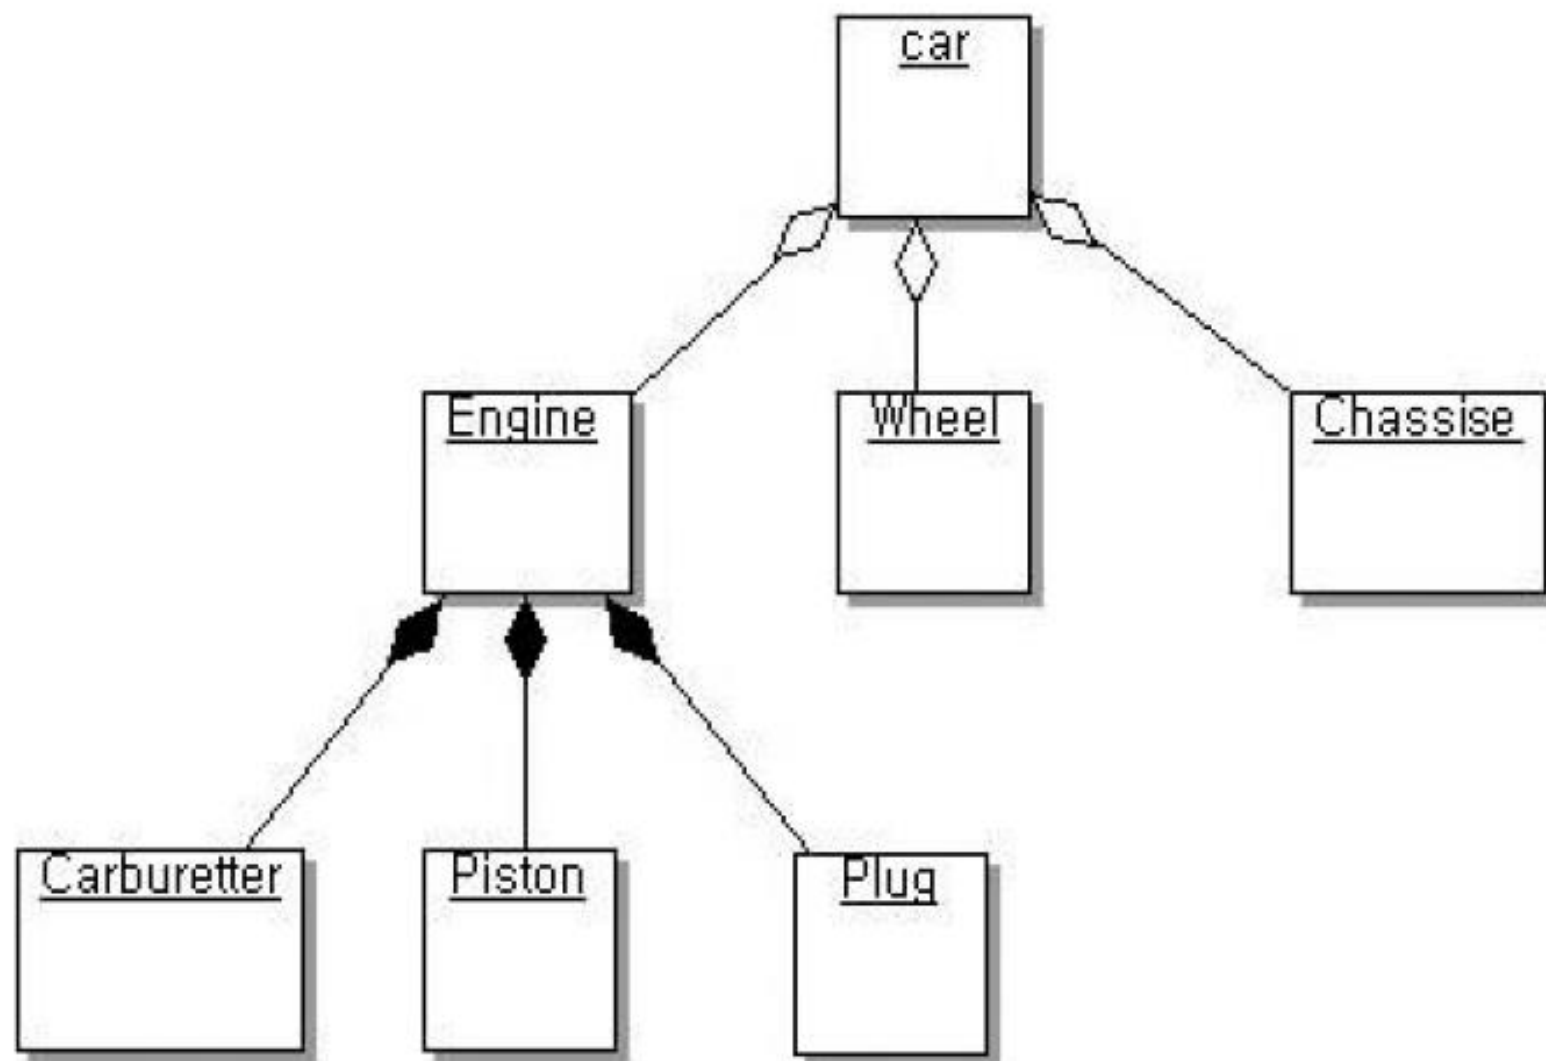 car
Engine
Wheel
Chassise
Carburetter
Piston
Plug